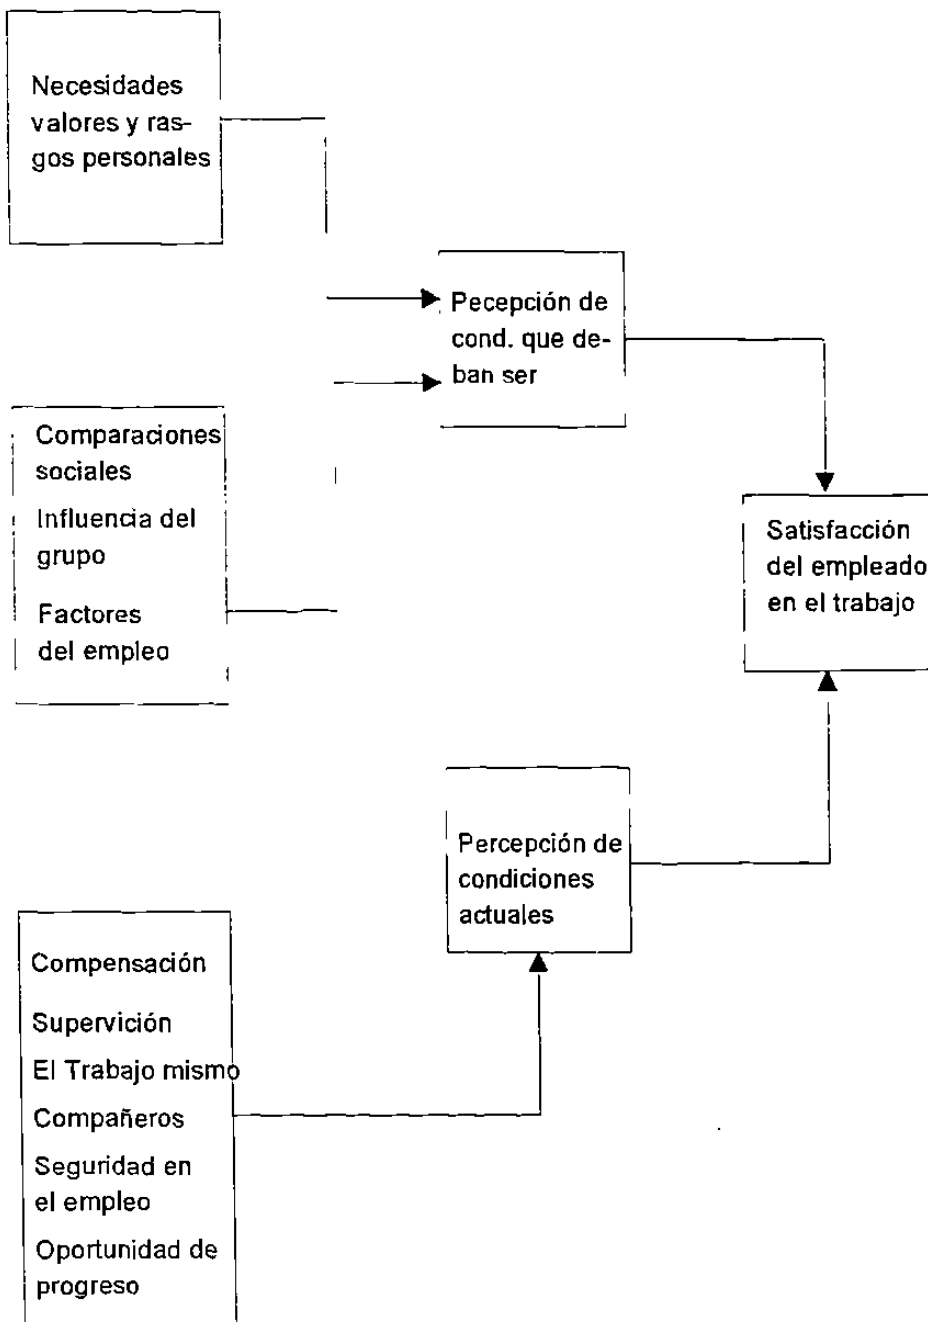 Necesidades
valores y ras-
gos personales
Pecepción de
cond. que de-
ban ser
Comparaciones
sociales
Influencia del
grupo
Factores
del empleo
Satisfacción
del empleado
en el trabajo
Percepción de
condiciones
actuales
Compensación
Supervición
El Trabajo mismo
Compañeros
Seguridad en
el empleo
Oportunidad de
progreso